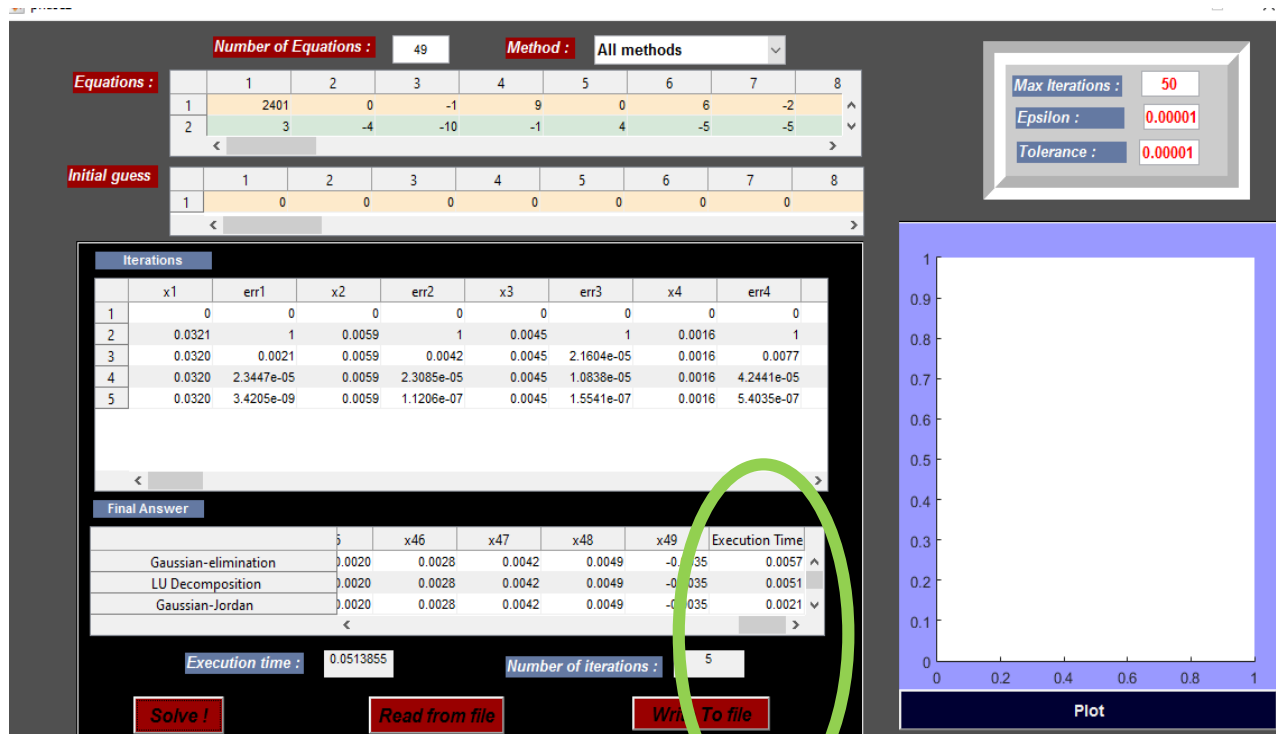 Number of Equations : 49 Method : All methods
Equations :
1 2 3 4 5 6 7 8
1 2401 0 -1 9 0 6 -2
2 3 -4 -10 -1 4 -5 -5
Initial guess
1 2 3 4 5 6 7 8
1 0 0 0 0 0 0 0
Max Iterations : 50
Epsilon : 0.00001
Tolerance : 0.00001
Iterations
x1 err1 x2 err2 x3 err3 x4 err4
1 0 0 0 0 0 0 0 0
2 0.0321 1 0.0059 1 0.0045 1 0.0016 1
3 0.0320 0.0021 0.0059 0.0042 0.0045 2.1604e-05 0.0016 0.0077
4 0.0320 2.3447e-05 0.0059 2.3085e-05 0.0045 1.0838e-05 0.0016 4.2441e-05
5 0.0320 3.4205e-09 0.0059 1.1206e-07 0.0045 1.5541e-07 0.0016 5.4035e-07
Final Answer
x46 x47 x48 x49 Execution Time
Gaussian-elimination 0.0020 0.0028 0.0042 0.0049 0.0057
LU Decomposition 0.0020 0.0028 0.0042 0.0049 0.0051
Gaussian-Jordan 0.0020 0.0028 0.0042 0.0049 0.0021
Execution time : 0.0513855 Number of iterations : 5
Solve ! Read from file Write To file
1
0.9
0.8
0.7
0.6
0.5
0.4
0.3
0.2
0.1
0
0 0.2 0.4 0.6 0.8 1
Plot